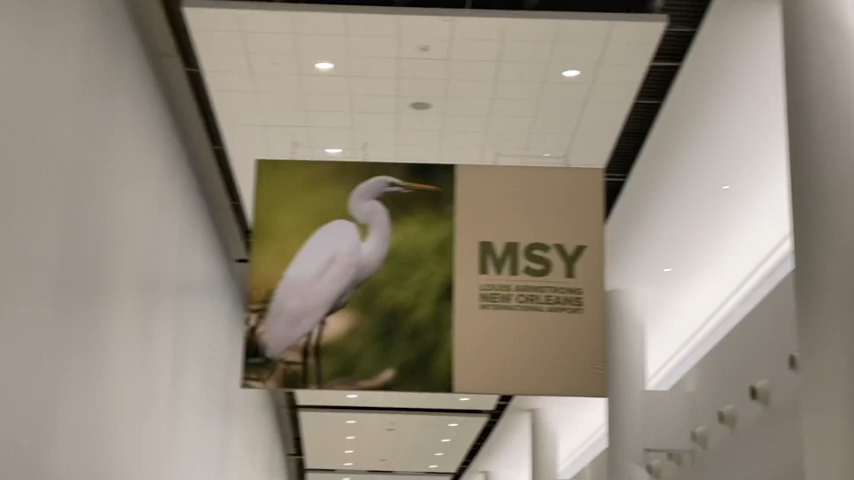 MSY
LOUIS ARMSTRONG
NEW ORLEANS
INTERNATIONAL AIRPORT